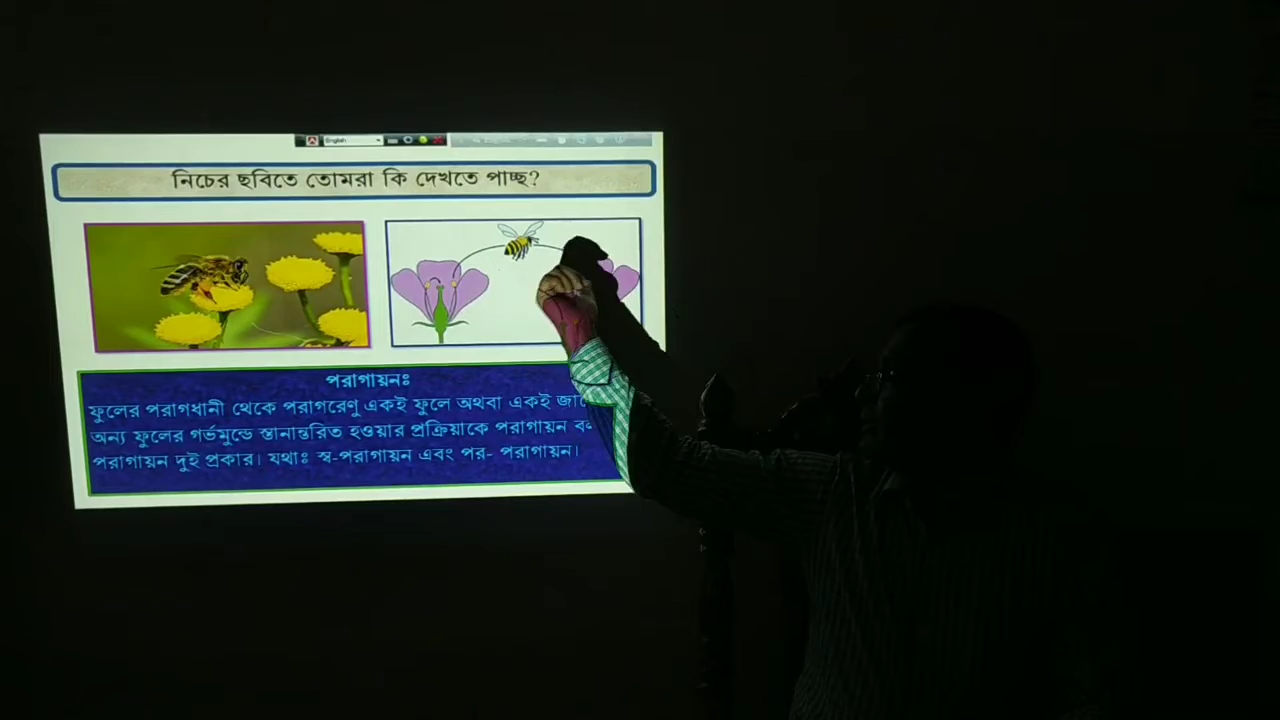 English
নিচের ছবিতে তোমরা কি দেখতে পাচ্ছ?
পরাগায়নঃ
ফুলের পরাগধানী থেকে পরাগরেণু একই ফুলে অথবা একই
অন্য ফুলের গর্ভমুন্ডে স্তানান্তরিত হওয়ার প্রক্রিয়াকে পরাগায়ন
পরাগায়ন দুই প্রকার। যথাঃ স্ব-পরাগায়ন এবং পর- পরাগায়ন।